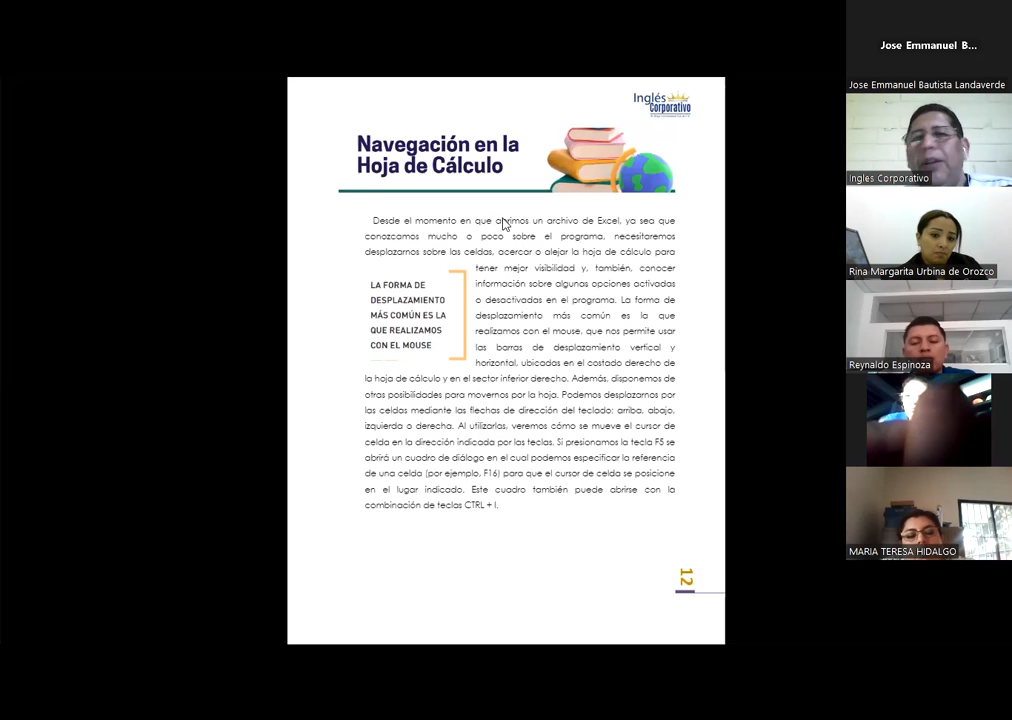 Inglés
Corporativo
Navegación en la
Hoja de Cálculo
Desde el momento en que abrimos un archivo de Excel, ya sea que
conozcamos mucho o poco sobre el programa, necesitaremos
desplazarnos sobre las celdas, acercar o alejar la hoja de cálculo para
tener mejor visibilidad y, también, conocer
información sobre algunas opciones activadas
o desactivadas en el programa. La forma de
desplazamiento más común es la que
realizamos con el mouse, que nos permite usar
las barras de desplazamiento vertical y
horizontal, ubicadas en el costado derecho de
LA FORMA DE
DESPLAZAMIENTO
MÁS COMÚN ES LA
QUE REALIZAMOS
CON EL MOUSE
la hoja de cálculo y en el sector inferior derecho. Además, disponemos de
otras posibilidades para movernos por la hoja. Podemos desplazarnos por
las celdas mediante las flechas de dirección del teclado: arriba, abajo,
izquierda o derecha. Al utilizarlas, veremos cómo se mueve el cursor de
celda en la dirección indicada por las teclas. Si presionamos la tecla F5 se
abrirá un cuadro de diálogo en el cual podemos especificar la referencia
de una celda (por ejemplo, F16) para que el cursor de celda se posicione
en el lugar indicado. Este cuadro también puede abrirse con la
combinación de teclas CTRL + I.
12
Jose Emmanuel B...
Jose Emmanuel Bautista Landaverde
Ingles Corporativo
Rina Margarita Urbina de Orozco
Reynaldo Espinoza
MARIA TERESA HIDALGO